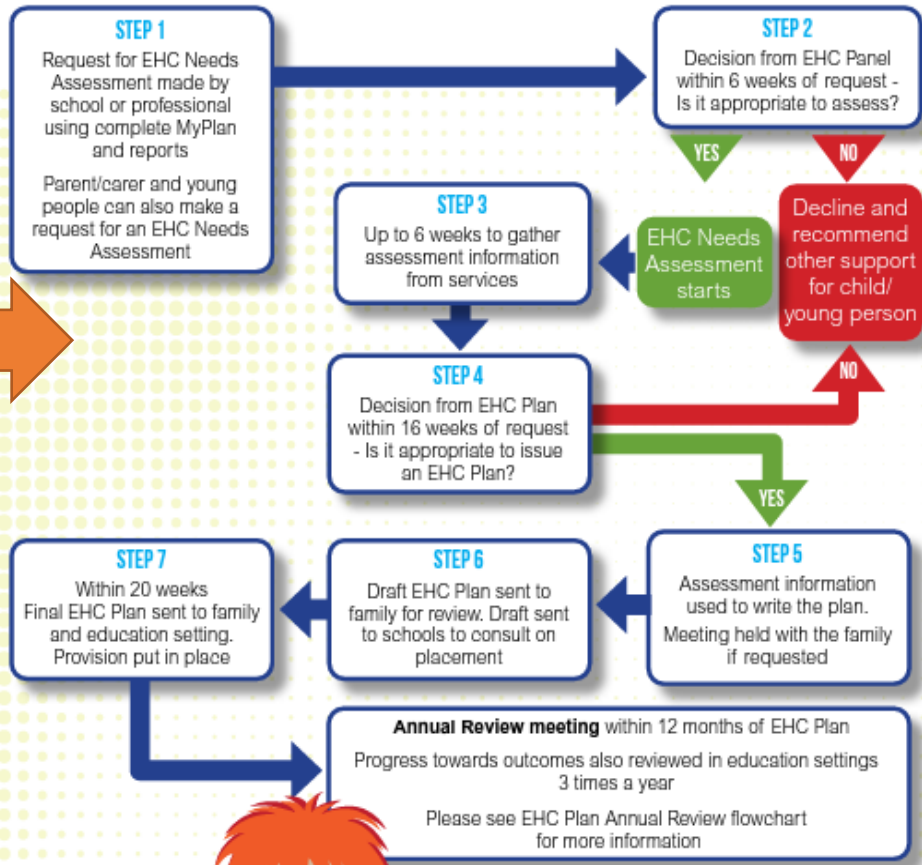 STEP 1
Request for EHC Needs
Assessment made by
school or professional
using complete MyPlan
and reports
Parent/carer and young
people can also make a
request for an EHC Needs
Assessment
STEP 2
Decision from EHC Panel
within 6 weeks of request -
Is it appropriate to assess?
YES
NO
EHC Needs
Assessment
starts
Decline and
recommend
other support
for child/
young person
STEP 3
Up to 6 weeks to gather
assessment information
from services
STEP 4
Decision from EHC Plan
within 16 weeks of request
- Is it appropriate to issue
an EHC Plan?
NO
YES
STEP 5
Assessment information
used to write the plan.
Meeting held with the family
if requested
STEP 6
Draft EHC Plan sent to
family for review. Draft sent
to schools to consult on
placement
STEP 7
Within 20 weeks
Final EHC Plan sent to family
and education setting.
Provision put in place
Annual Review meeting within 12 months of EHC Plan
Progress towards outcomes also reviewed in education settings
3 times a year
Please see EHC Plan Annual Review flowchart
for more information